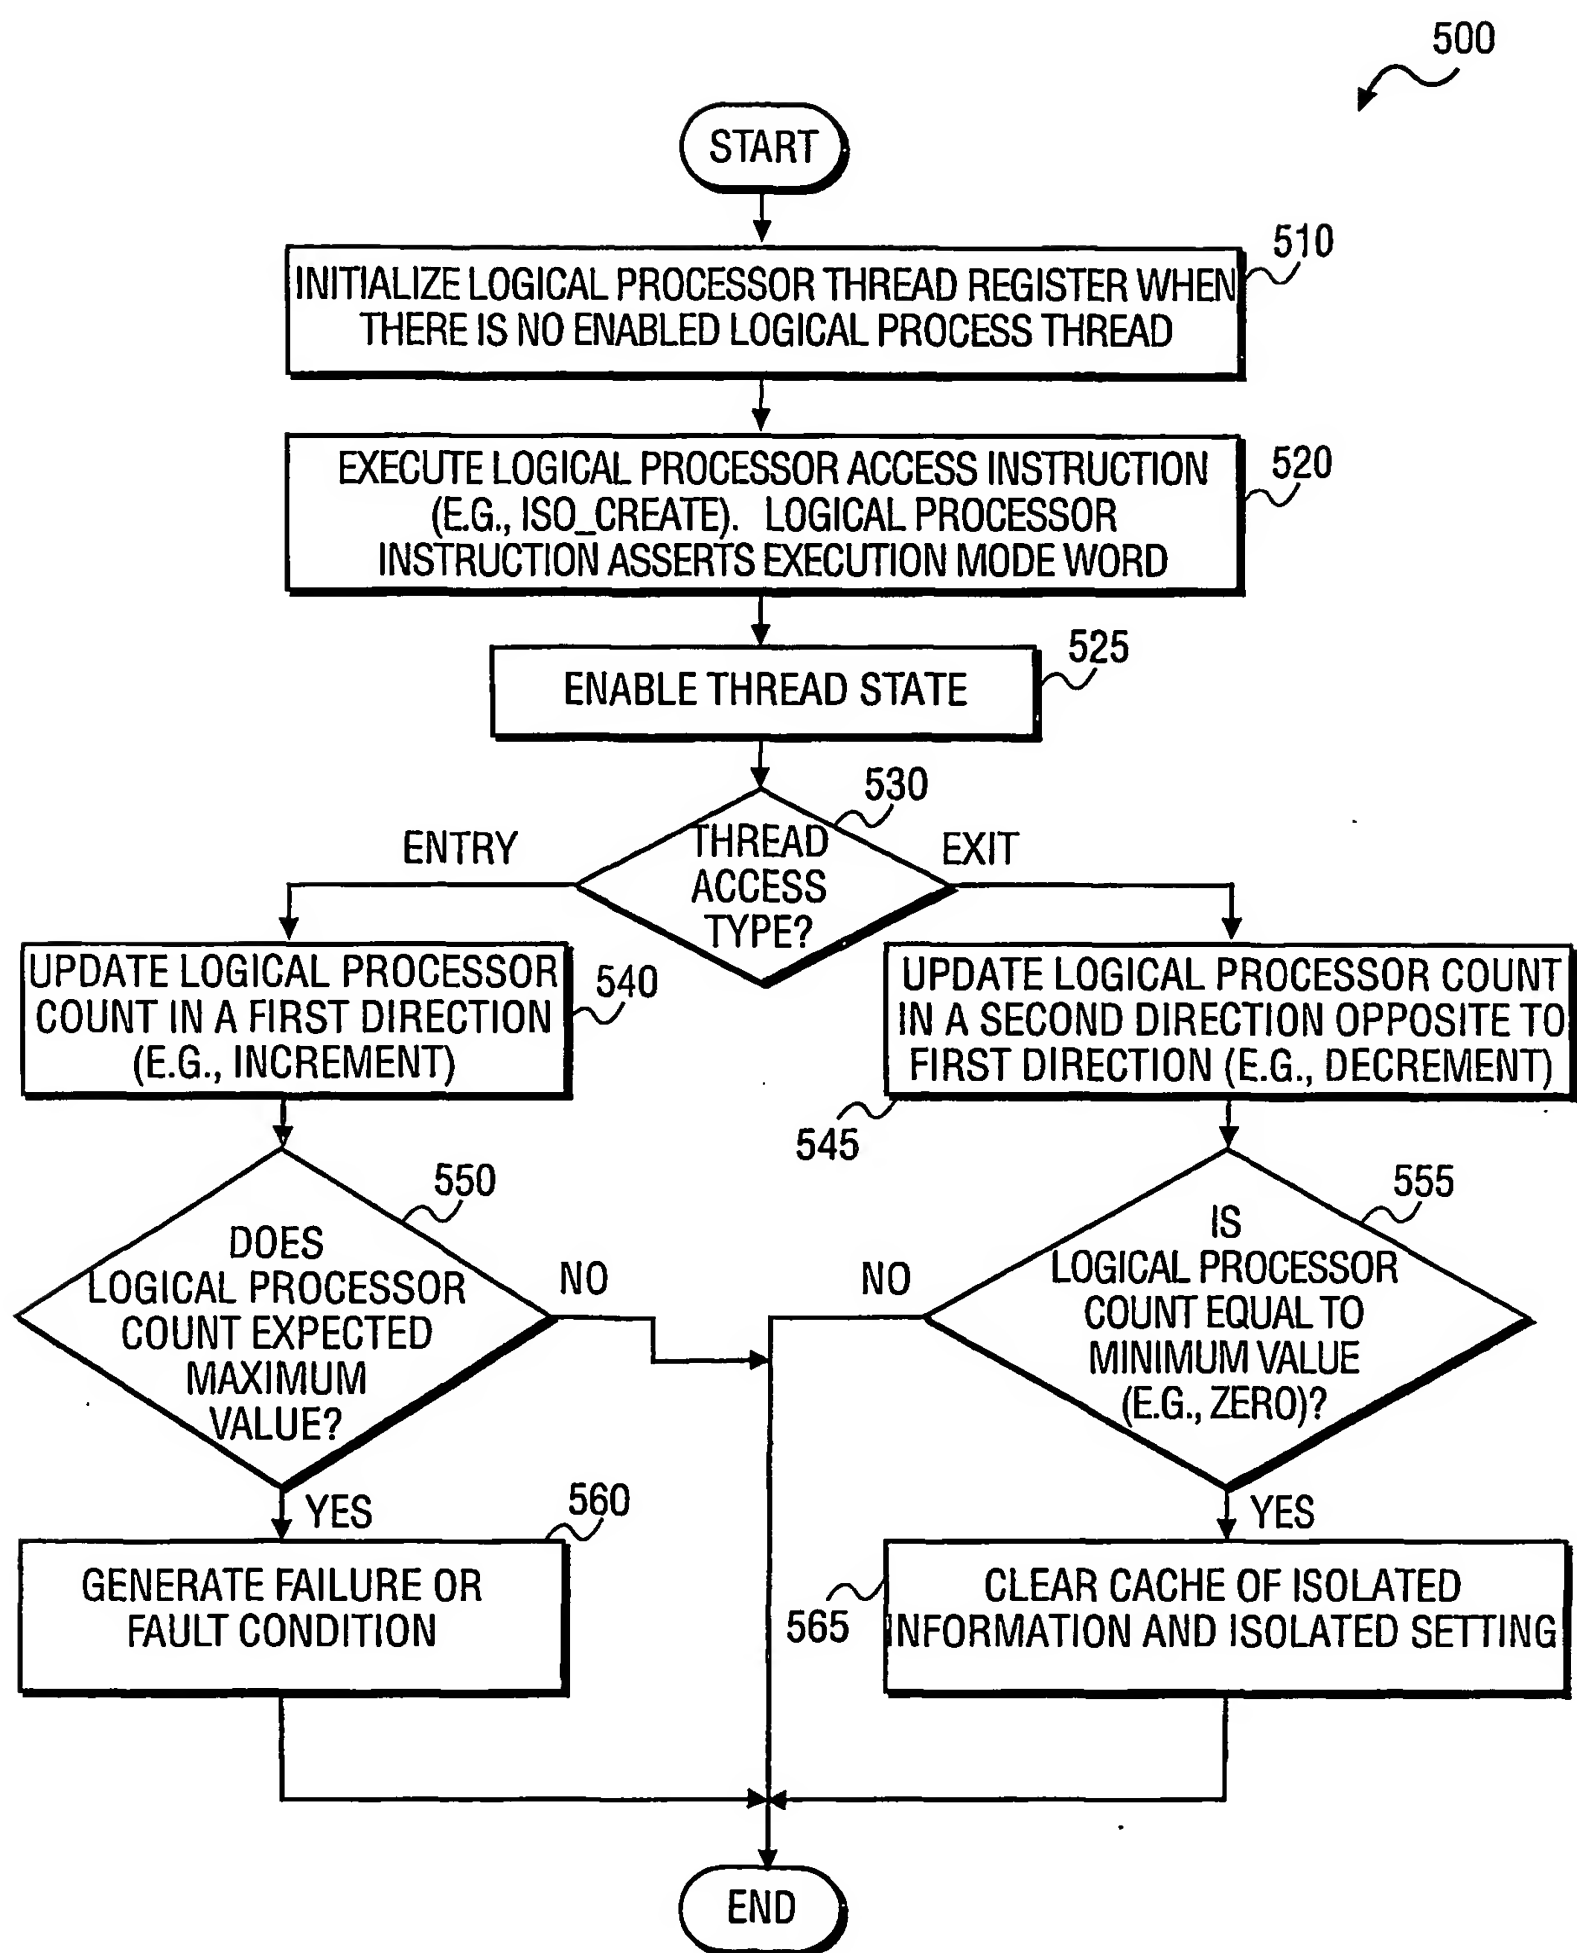 500
START
510
INITIALIZE LOGICAL PROCESSOR THREAD REGISTER WHEN
THERE IS NO ENABLED LOGICAL PROCESS THREAD
520
EXECUTE LOGICAL PROCESSOR ACCESS INSTRUCTION
(E.G., ISO_CREATE). LOGICAL PROCESSOR
INSTRUCTION ASSERTS EXECUTION MODE WORD
525
ENABLE THREAD STATE
530
THREAD
ACCESS
TYPE?
ENTRY
EXIT
UPDATE LOGICAL PROCESSOR
COUNT IN A FIRST DIRECTION
(E.G., INCREMENT)
540
UPDATE LOGICAL PROCESSOR COUNT
IN A SECOND DIRECTION OPPOSITE TO
FIRST DIRECTION (E.G., DECREMENT)
545
550
DOES
LOGICAL PROCESSOR
COUNT EXPECTED
MAXIMUM
VALUE?
NO
YES
555
IS
LOGICAL PROCESSOR
COUNT EQUAL TO
MINIMUM VALUE
(E.G., ZERO)?
NO
YES
560
GENERATE FAILURE OR
FAULT CONDITION
565
CLEAR CACHE OF ISOLATED
INFORMATION AND ISOLATED SETTING
END